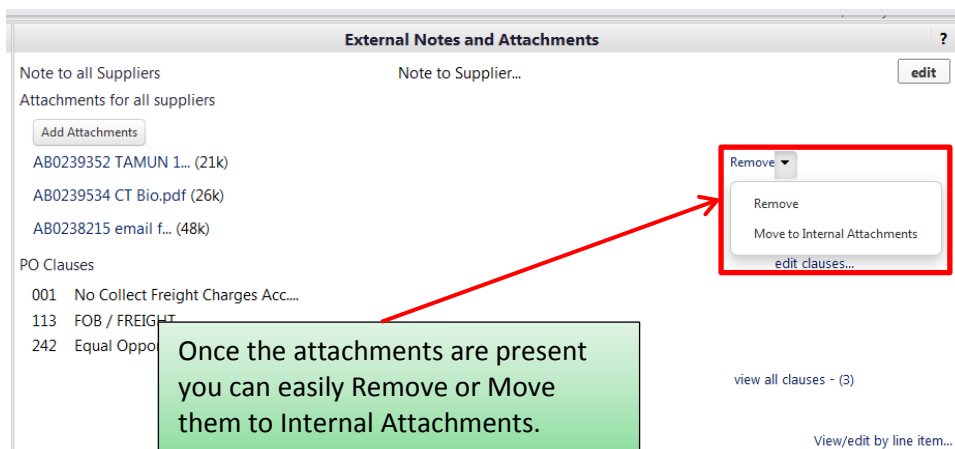 External Notes and Attachments ?
Note to all Suppliers Note to Supplier... edit
Attachments for all suppliers
Add Attachments
AB0239352 TAMUN 1... (21k) Remove
AB0239534 CT Bio.pdf (26k) Remove
AB0238215 email f... (48k) Move to Internal Attachments
PO Clauses edit clauses...
001 No Collect Freight Charges Acc....
113 FOB / FREIGHT
242 Equal Oppo
Once the attachments are present
you can easily Remove or Move
them to Internal Attachments.
view all clauses - (3)
View/edit by line item...